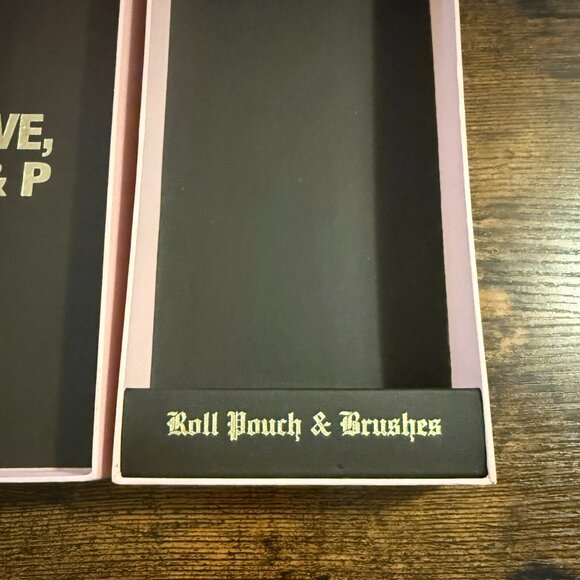 VE,
& P
Roll Pouch & Brushes